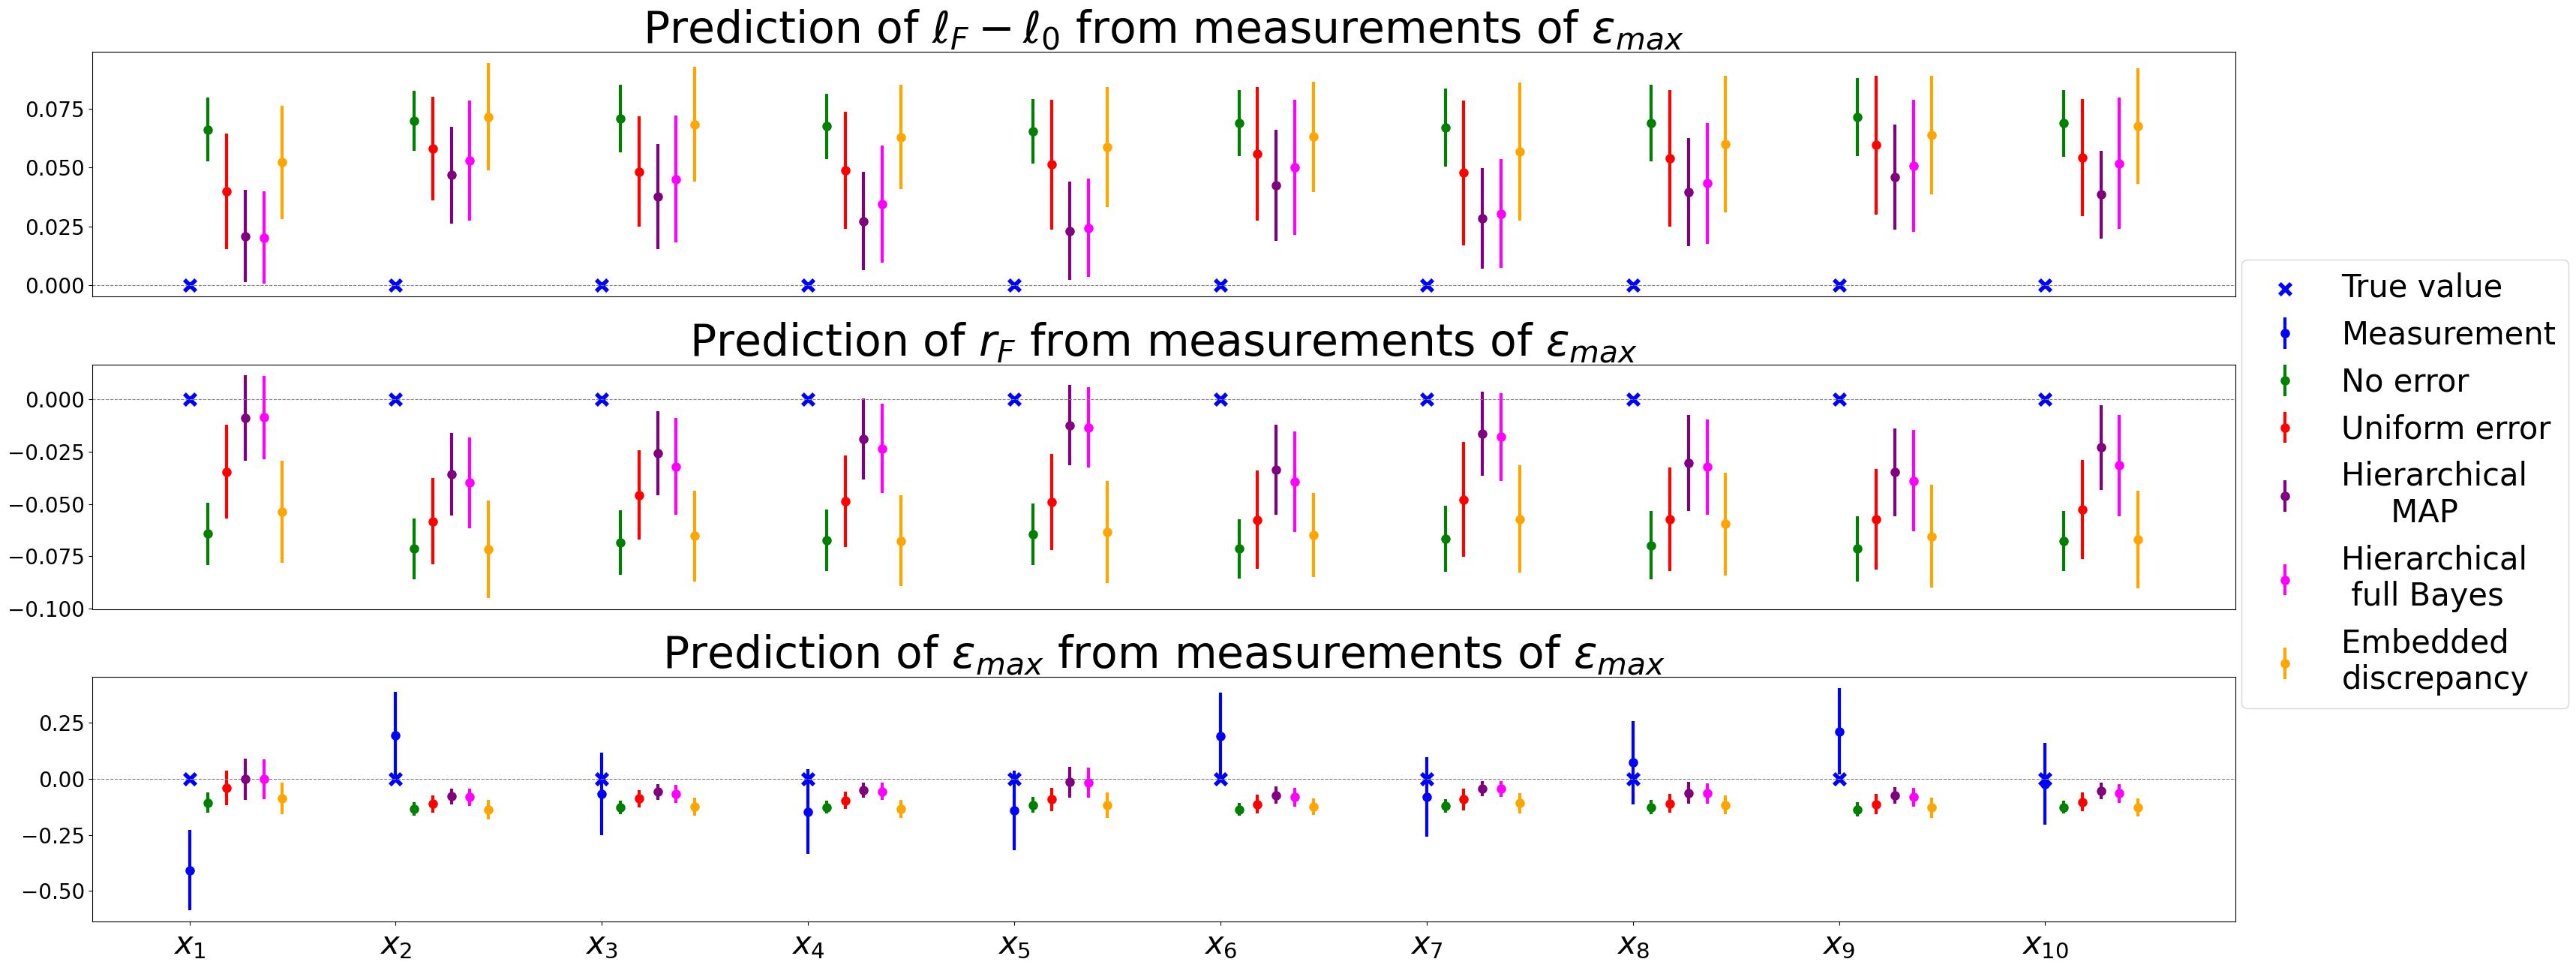 Prediction of ℓ_F − ℓ_0 from measurements of ε_max
0.075
0.050
0.025
0.000
Prediction of r_F from measurements of ε_max
0.000
−0.025
−0.050
−0.075
−0.100
Prediction of ε_max from measurements of ε_max
0.25
0.00
−0.25
−0.50
x_1 x_2 x_3 x_4 x_5 x_6 x_7 x_8 x_9 x_10
True value
Measurement
No error
Uniform error
Hierarchical
MAP
Hierarchical
full Bayes
Embedded
discrepancy